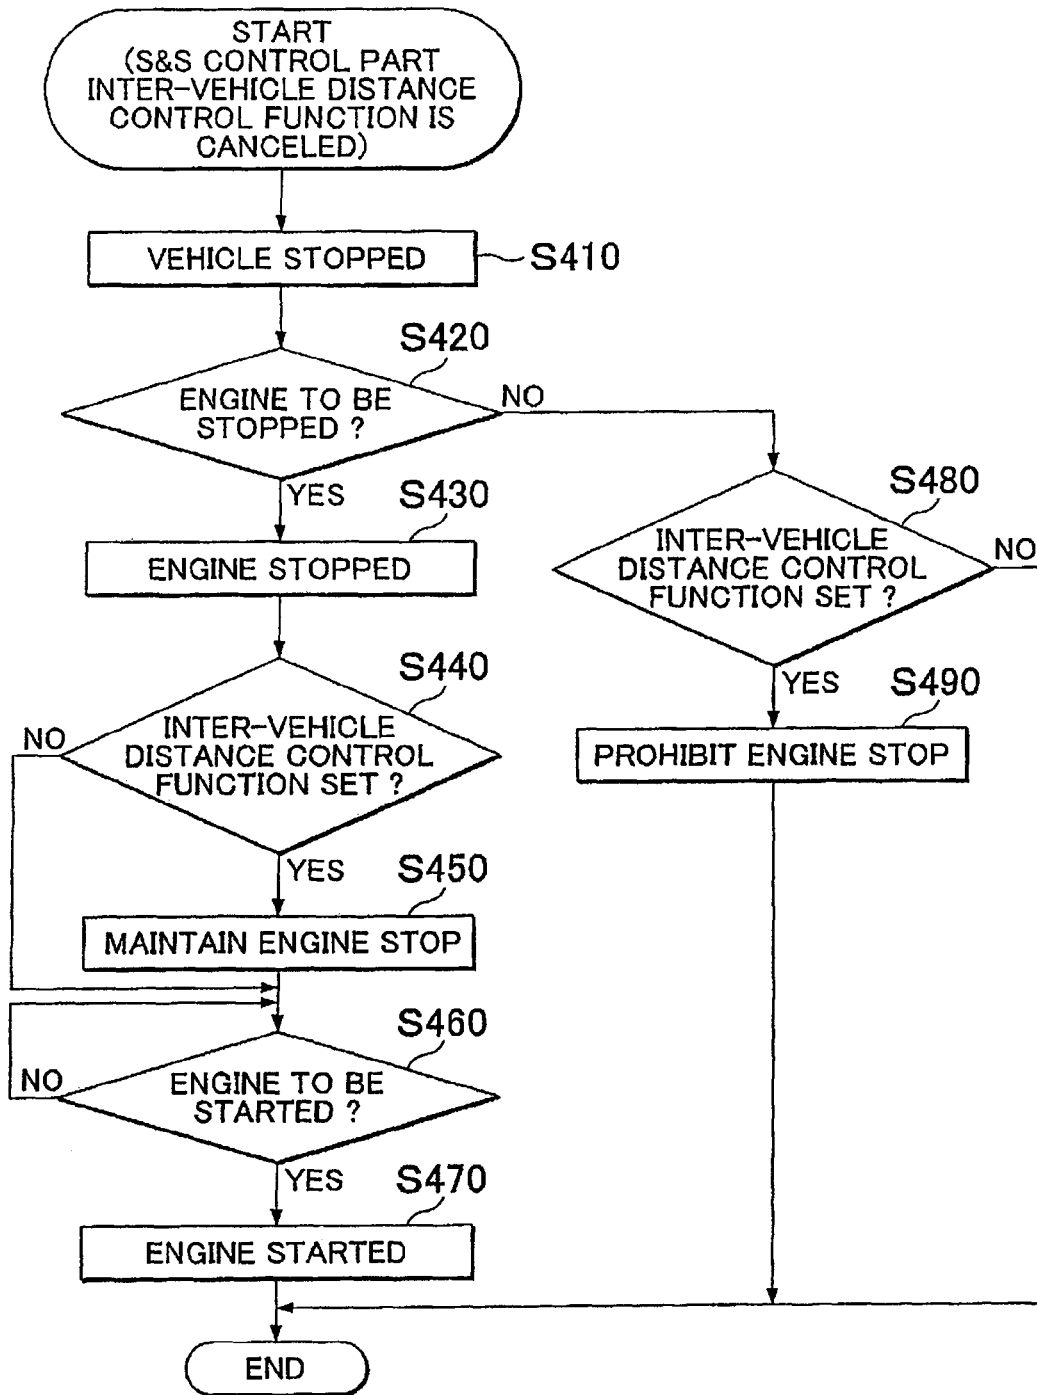 START
(S&S CONTROL PART
INTER-VEHICLE DISTANCE
CONTROL FUNCTION IS
CANCELED)
VEHICLE STOPPED
S410
S420
ENGINE TO BE
STOPPED ?
NO
YES
S430
ENGINE STOPPED
S440
INTER-VEHICLE
DISTANCE CONTROL
FUNCTION SET ?
NO
YES
S450
MAINTAIN ENGINE STOP
S460
ENGINE TO BE
STARTED ?
NO
YES
S470
ENGINE STARTED
S480
INTER-VEHICLE
DISTANCE CONTROL
FUNCTION SET ?
NO
YES
S490
PROHIBIT ENGINE STOP
END